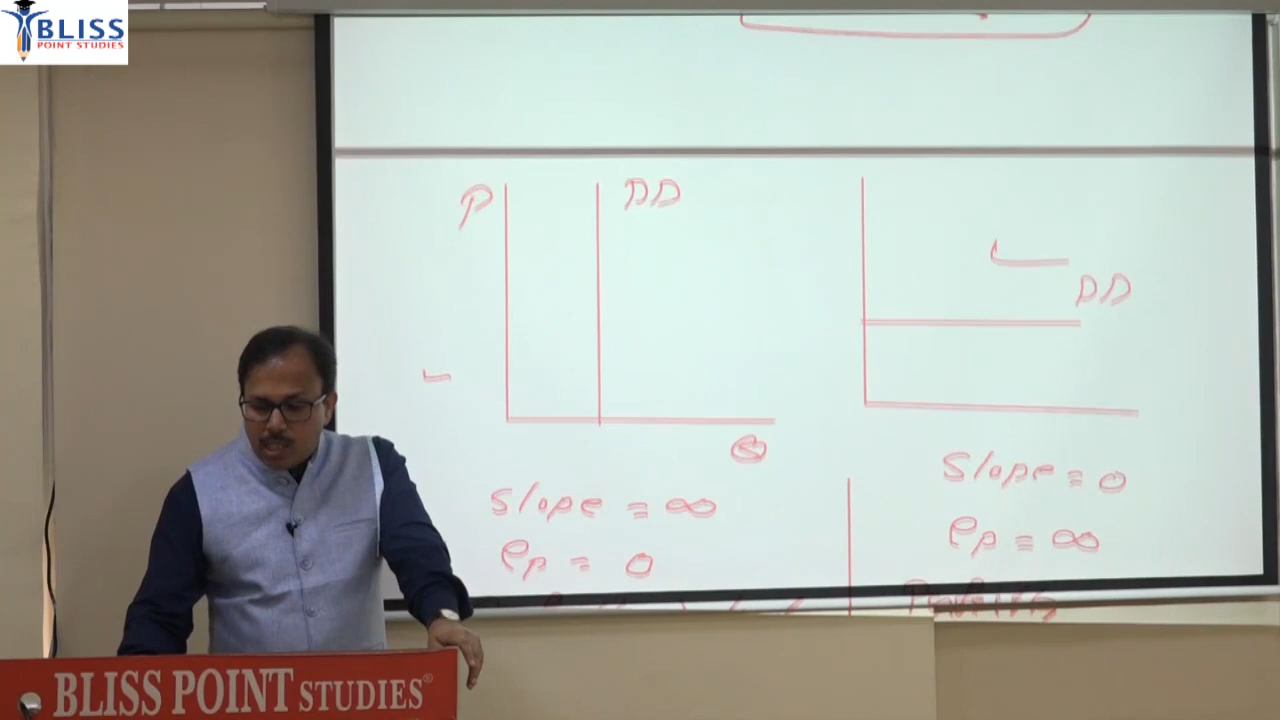 BLISS
POINT STUDIES
P
DD
Q
Slope = ∞
ep = 0
DD
Slope = 0
ep = ∞
BLISS POINT STUDIES®